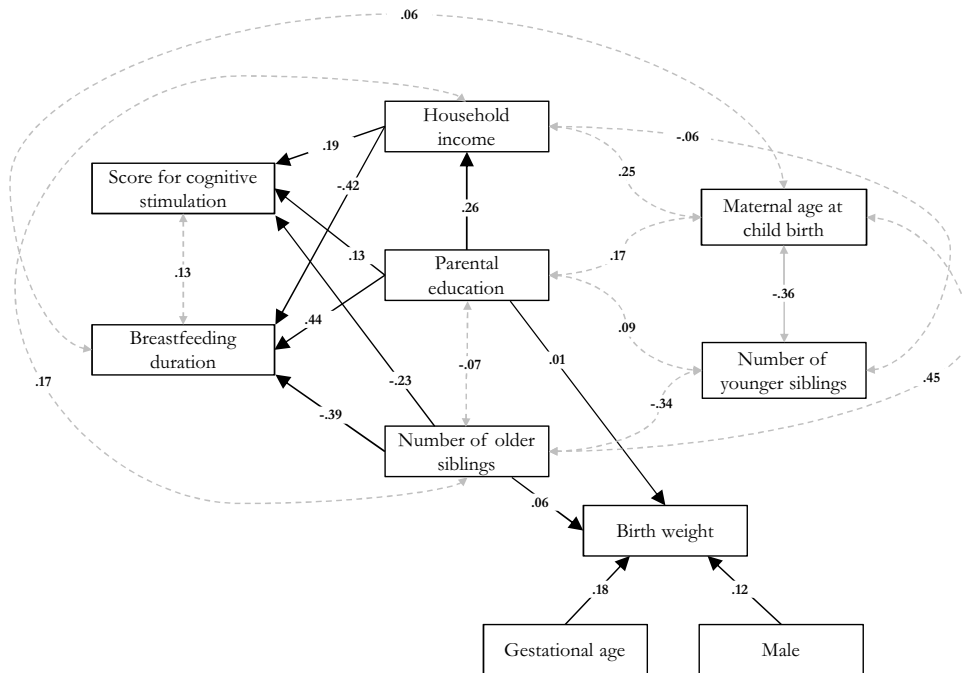 .06
Household
income
-.06
.19
Score for cognitive
stimulation
-.42
.25
Maternal age at
child birth
.26
.17
.13
Parental
education
.13
-.36
.44
.09
Breastfeeding
duration
Number of
younger siblings
.01
-.07
.17
-.23
.45
-.34
-.39
Number of older
siblings
.06
Birth weight
.18
.12
Gestational age
Male